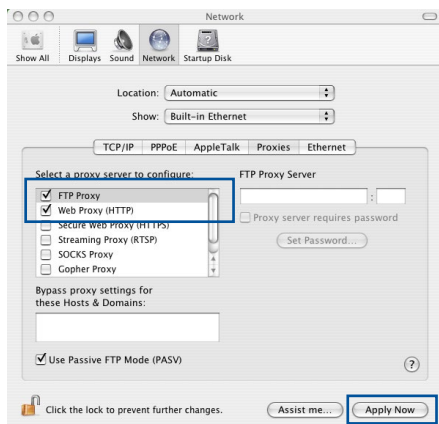 Network
Show All Displays Sound Network Startup Disk
Location: Automatic
Show: Built-in Ethernet
TCP/IP PPPoE AppleTalk Proxies Ethernet
Select a proxy server to configure:
FTP Proxy
Web Proxy (HTTP)
Secure Web Proxy (HTTPS)
Streaming Proxy (RTSP)
SOCKS Proxy
Gopher Proxy
FTP Proxy Server
:
Proxy server requires password
Set Password...
Bypass proxy settings for
these Hosts & Domains:
Use Passive FTP Mode (PASV)
?
Click the lock to prevent further changes.
Assist me... Apply Now